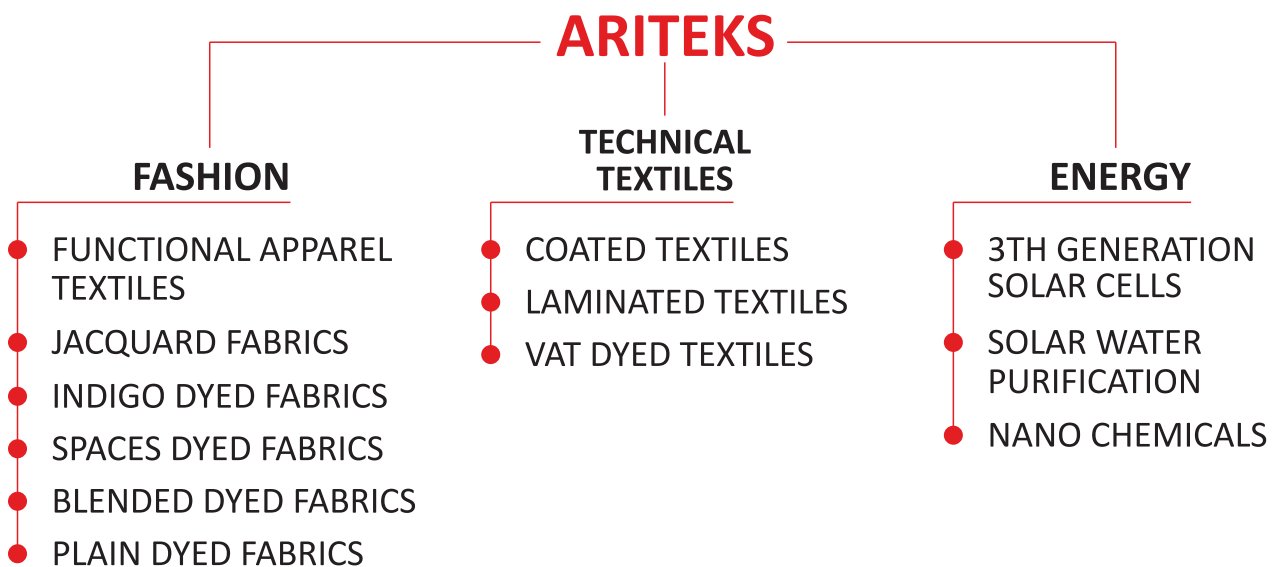 ARITEKS
FASHION
FUNCTIONAL APPAREL
TEXTILES
JACQUARD FABRICS
INDIGO DYED FABRICS
SPACES DYED FABRICS
BLENDED DYED FABRICS
PLAIN DYED FABRICS
TECHNICAL
TEXTILES
COATED TEXTILES
LAMINATED TEXTILES
VAT DYED TEXTILES
ENERGY
3TH GENERATION
SOLAR CELLS
SOLAR WATER
PURIFICATION
NANO CHEMICALS